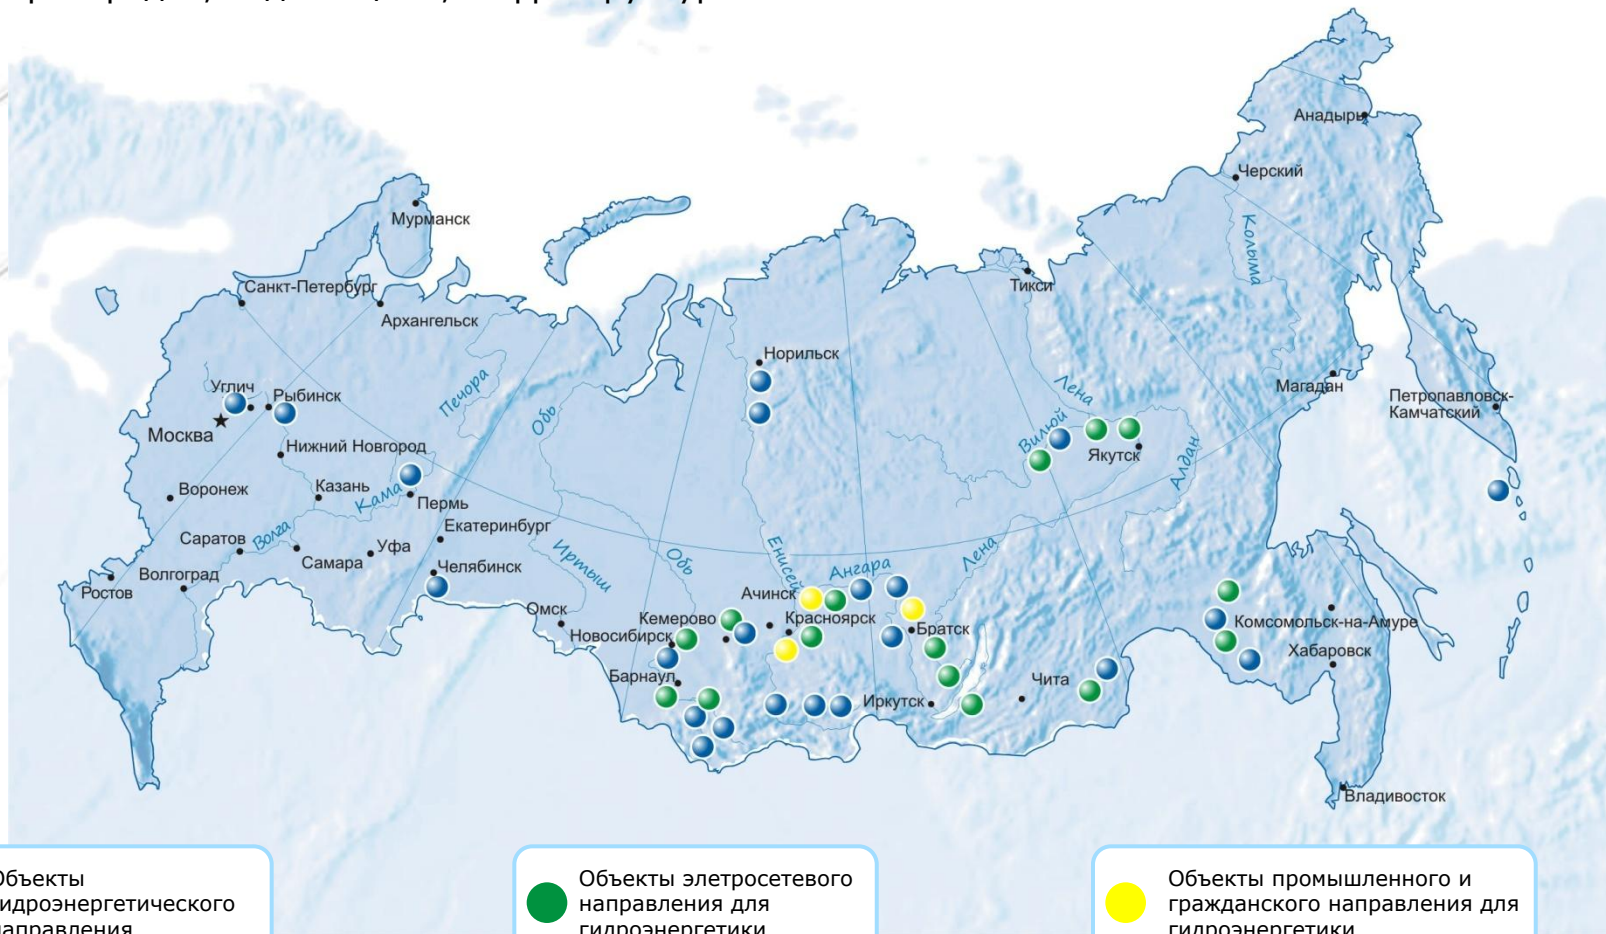 Анадырь
Черский
Колыма
Мурманск
Санкт-Петербург
Архангельск
Тикси
Норильск
Печора
Обь
Лена
Магадан
Петропавловск-
Камчатский
Углич
Рыбинск
Москва
Нижний Новгород
Вилюй
Якутск
Алдан
Воронеж
Казань
Кама
Пермь
Екатеринбург
Саратов
Волга
Самара
Уфа
Волгоград
Ростов
Челябинск
Иртыш
Обь
Енисей
Ангара
Лена
Омск
Новосибирск
Кемерово
Ачинск
Красноярск
Братск
Барнаул
Иркутск
Чита
Комсомольск-на-Амуре
Хабаровск
Владивосток
направления
Объекты элетросетевого
направления для
гидроэнергетики
Объекты промышленного и
гражданского направления для
гидроэнергетики